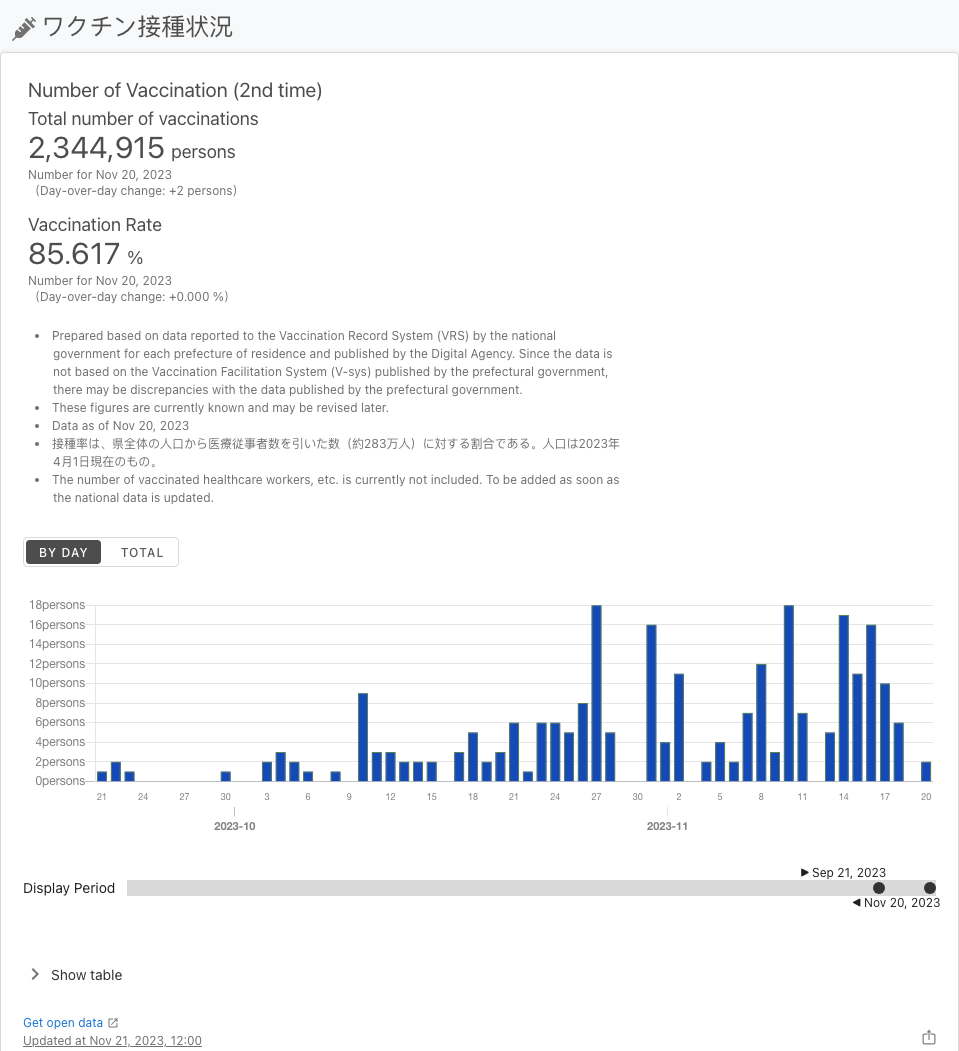 ワクチン接種状況
Number of Vaccination (2nd time)
Total number of vaccinations
2,344,915 persons
Number for Nov 20, 2023
(Day-over-day change: +2 persons)
Vaccination Rate
85.617 %
Number for Nov 20, 2023
(Day-over-day change: +0.000 %)
• Prepared based on data reported to the Vaccination Record System (VRS) by the national
government for each prefecture of residence and published by the Digital Agency. Since the data is
not based on the Vaccination Facilitation System (V-sys) published by the prefectural government,
there may be discrepancies with the data published by the prefectural government.
• These figures are currently known and may be revised later.
• Data as of Nov 20, 2023
• 接種率は、県全体の人口から医療従事者数を引いた数（約283万人）に対する割合である。人口は2023年
4月1日現在のもの。
• The number of vaccinated healthcare workers, etc. is currently not included. To be added as soon as
the national data is updated.
BY DAY TOTAL
18persons
16persons
14persons
12persons
10persons
8persons
6persons
4persons
2persons
0persons
21 24 27 30 3 6 9 12 15 18 21 24 27 30 2 5 8 11 14 17 20
2023-10 2023-11
Sep 21, 2023
Display Period
Nov 20, 2023
Show table
Get open data
Updated at Nov 21, 2023, 12:00